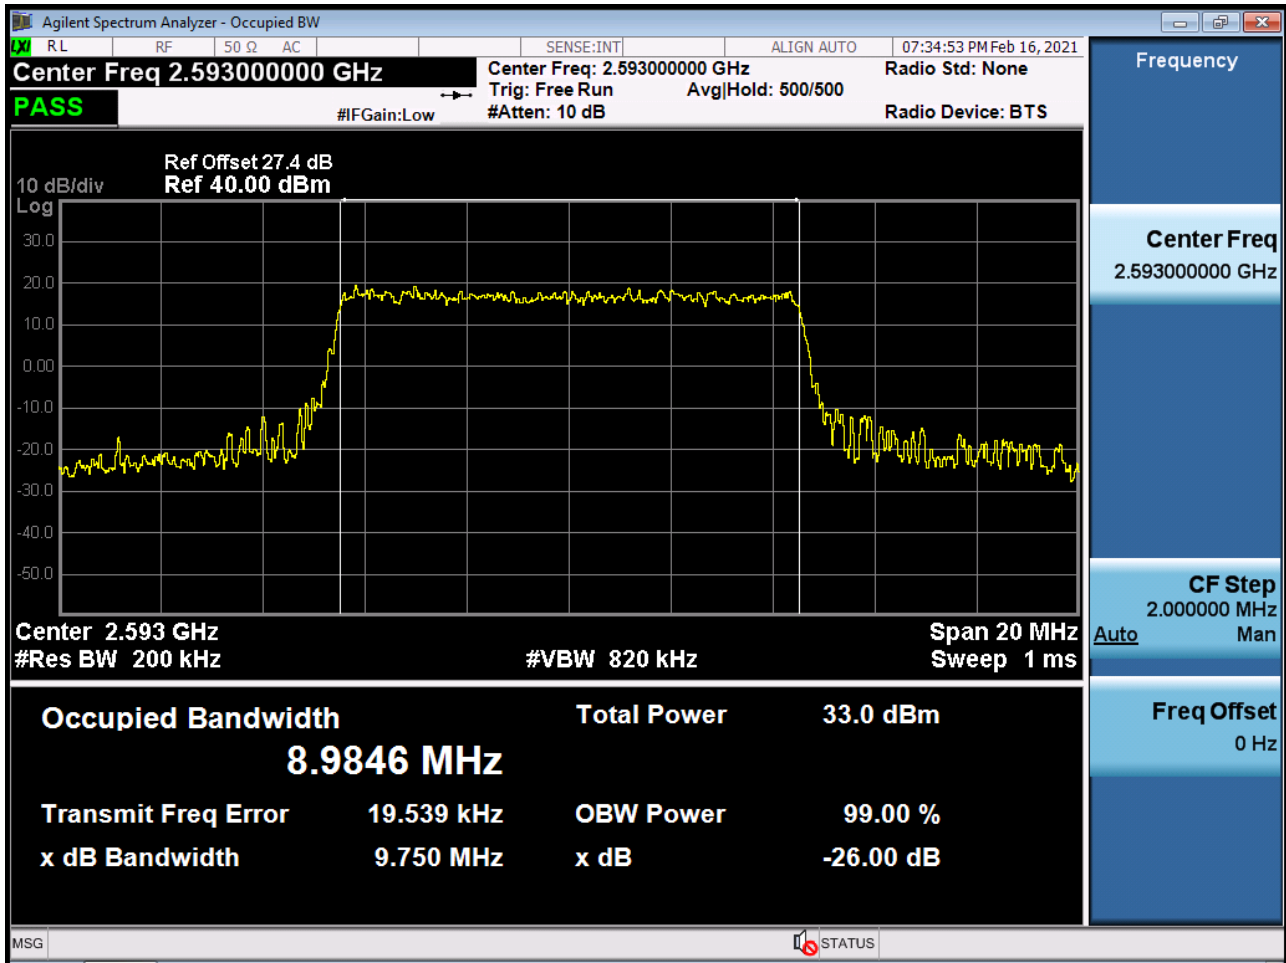 Agilent Spectrum Analyzer - Occupied BW
LXI RL RF 50 Ω AC SENSE:INT ALIGN AUTO 07:34:53 PM Feb 16, 2021
Center Freq 2.593000000 GHz
PASS
#IFGain:Low
Center Freq: 2.593000000 GHz
Trig: Free Run Avg|Hold: 500/500
#Atten: 10 dB
Radio Std: None
Radio Device: BTS
Ref Offset 27.4 dB
10 dB/div Ref 40.00 dBm
Log
30.0
20.0
10.0
0.00
-10.0
-20.0
-30.0
-40.0
-50.0
Center 2.593 GHz Span 20 MHz
#Res BW 200 kHz #VBW 820 kHz Sweep 1 ms
Occupied Bandwidth Total Power 33.0 dBm
8.9846 MHz
Transmit Freq Error 19.539 kHz OBW Power 99.00 %
x dB Bandwidth 9.750 MHz x dB -26.00 dB
MSG STATUS
Frequency
Center Freq
2.593000000 GHz
CF Step
2.000000 MHz
Auto Man
Freq Offset
0 Hz